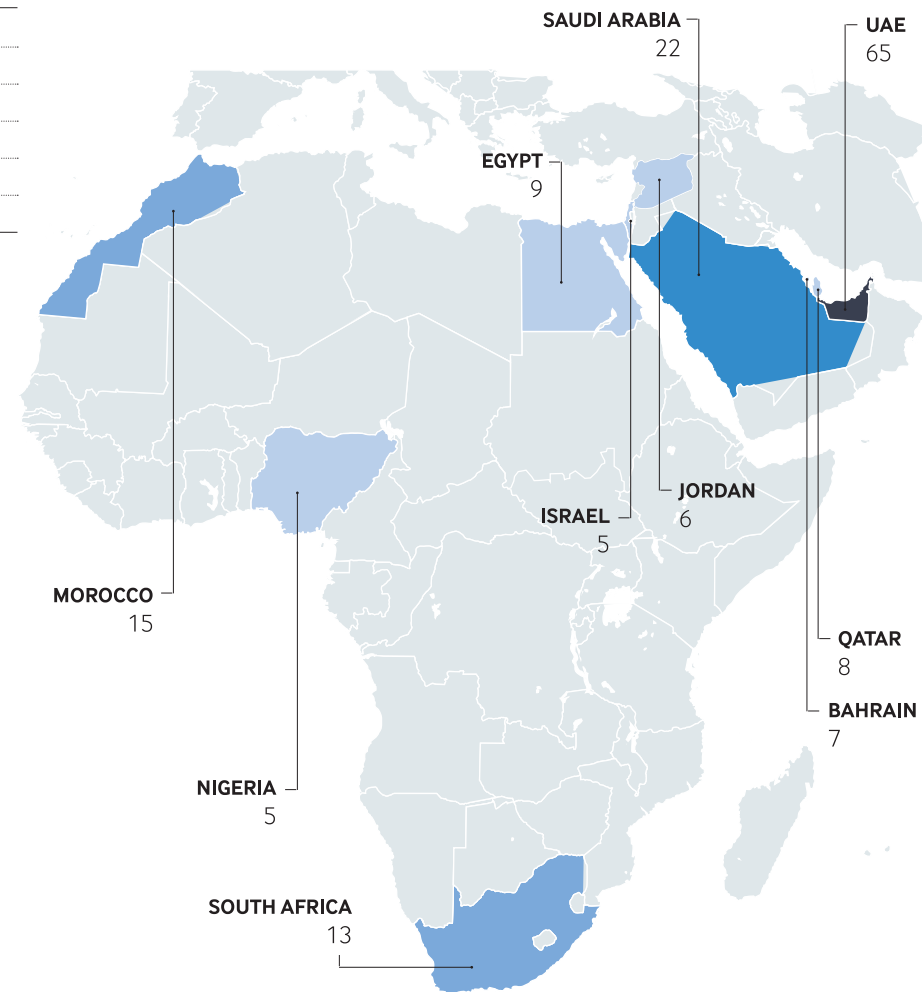 SAUDI ARABIA
22
UAE
65
EGYPT
9
JORDAN
6
ISRAEL
5
MOROCCO
15
QATAR
8
BAHRAIN
7
NIGERIA
5
SOUTH AFRICA
13